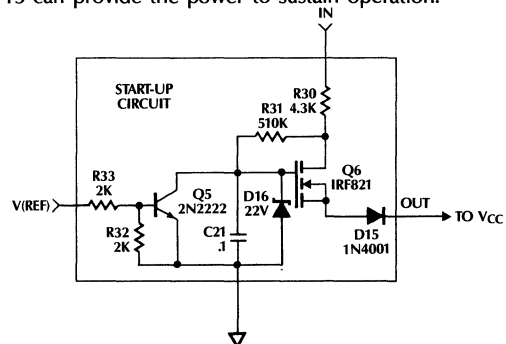 15 can provide the power to sustain operation.
IN
START-UP
CIRCUIT
R30
4.3K
R31
510K
R33
2K
V(REF)
Q5
2N2222
D16
22V
Q6
IRF821
OUT
TO VCC
R32
2K
C21
.1
D15
1N4001